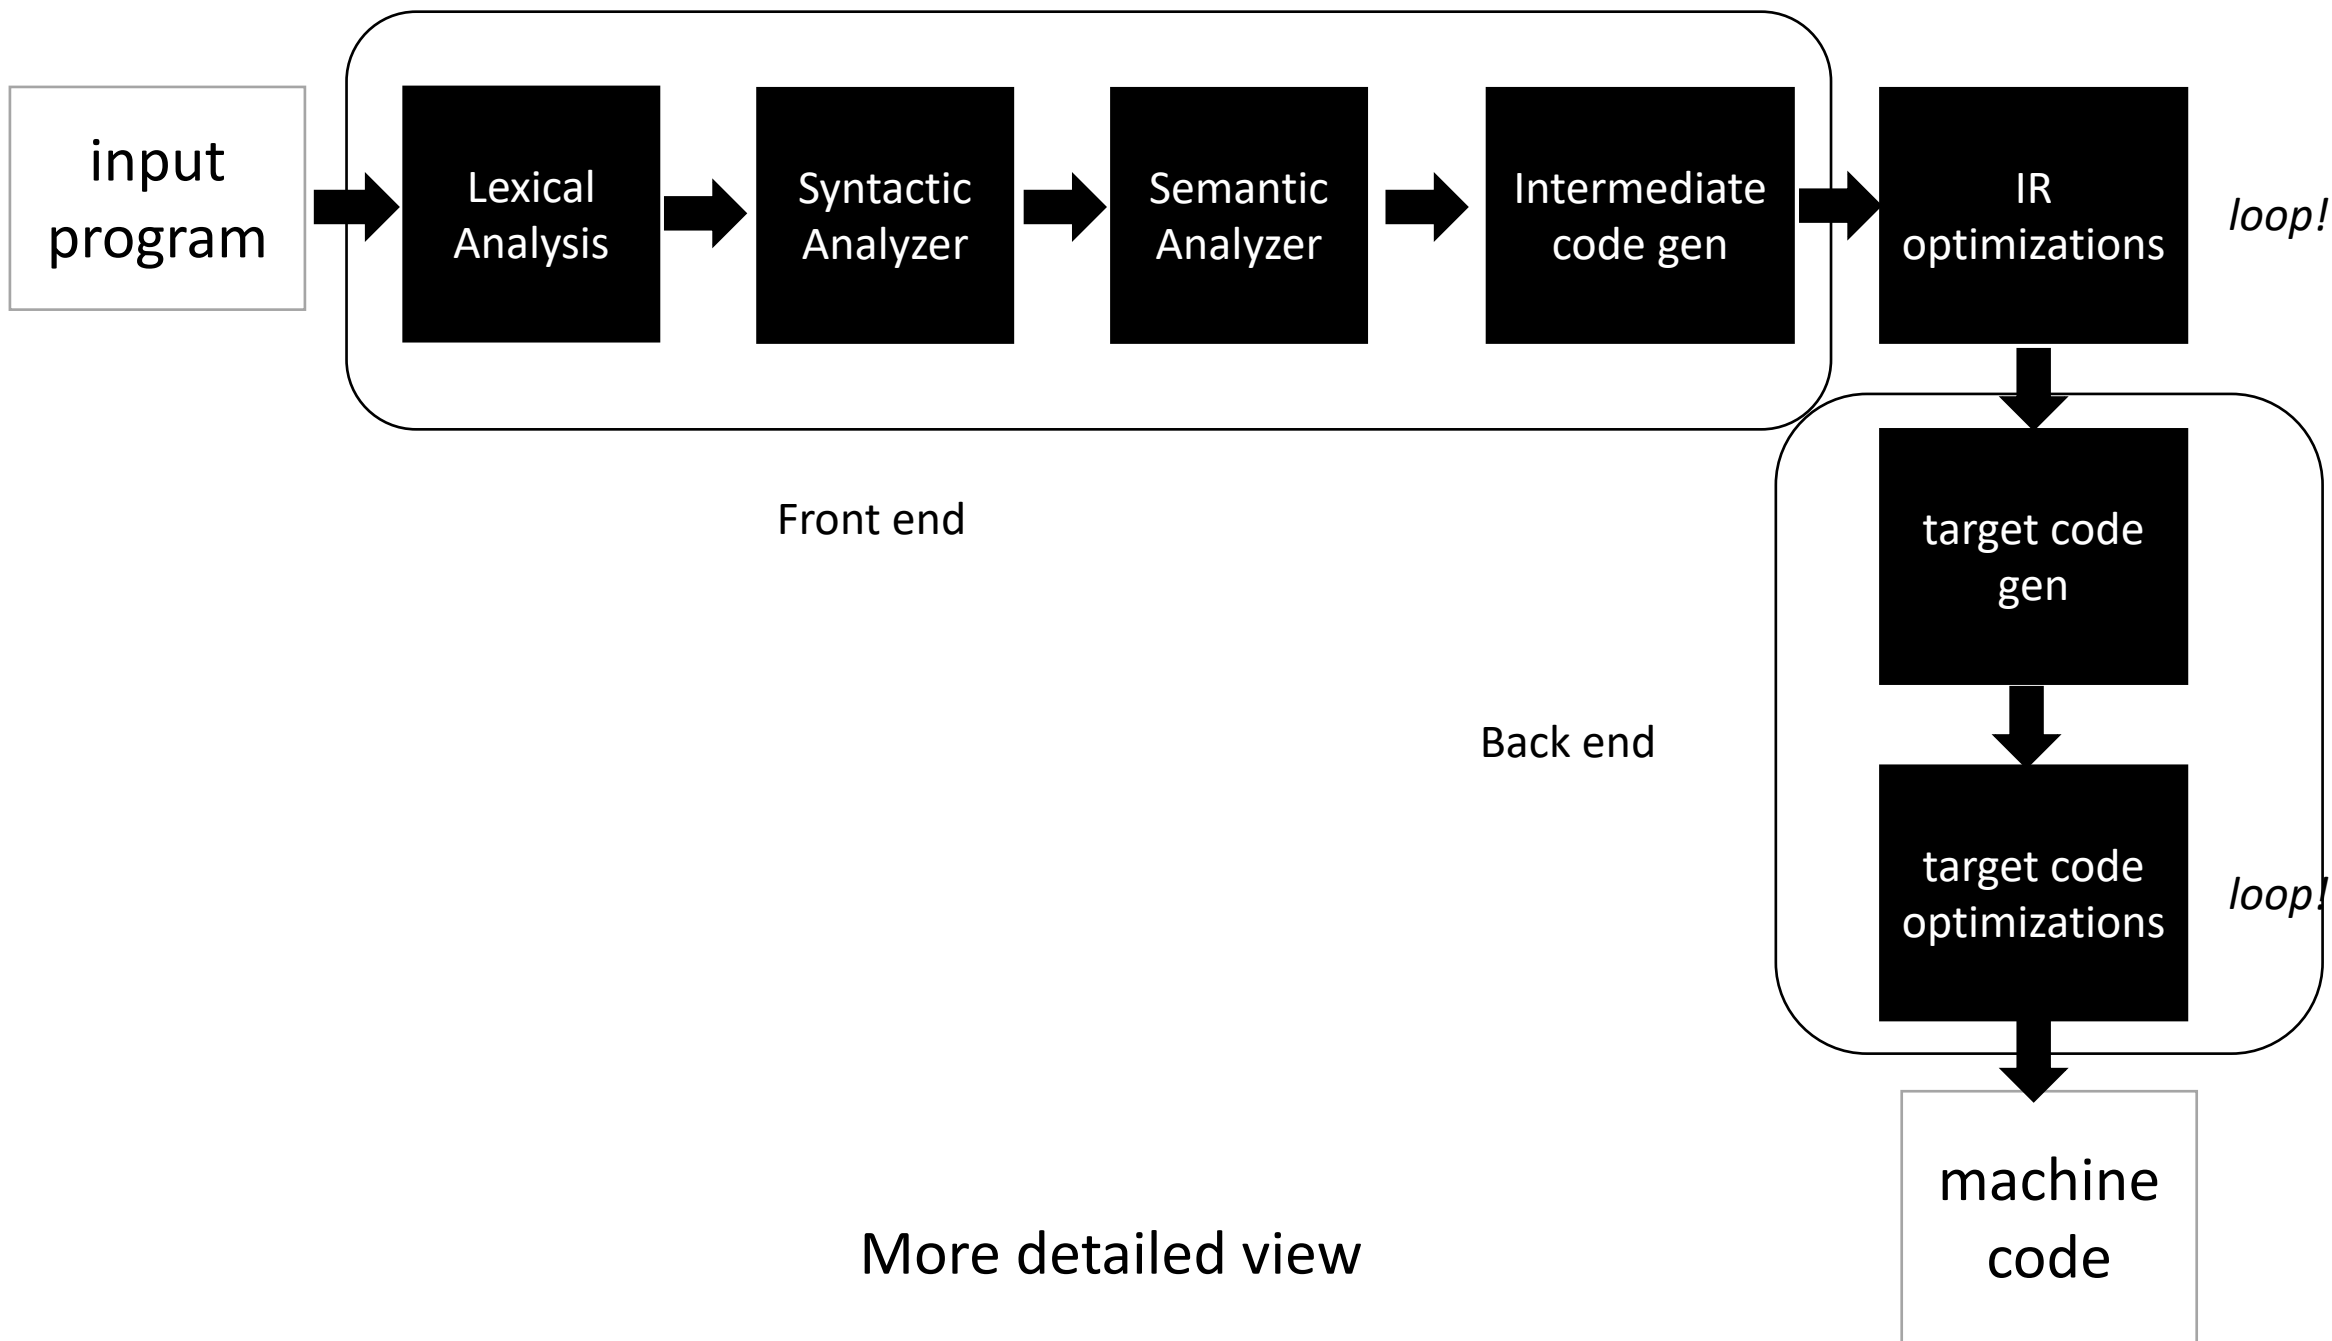 input
program
Lexical
Analysis
Syntactic
Analyzer
Semantic
Analyzer
Intermediate
code gen
IR
optimizations
loop!
Front end
target code
gen
Back end
target code
optimizations
loop!
machine
code
More detailed view